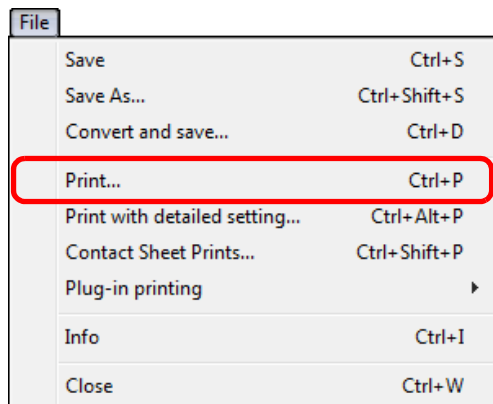 File
Save Ctrl+S
Save As... Ctrl+Shift+S
Convert and save... Ctrl+D
Print... Ctrl+P
Print with detailed setting... Ctrl+Alt+P
Contact Sheet Prints... Ctrl+Shift+P
Plug-in printing
Info Ctrl+I
Close Ctrl+W